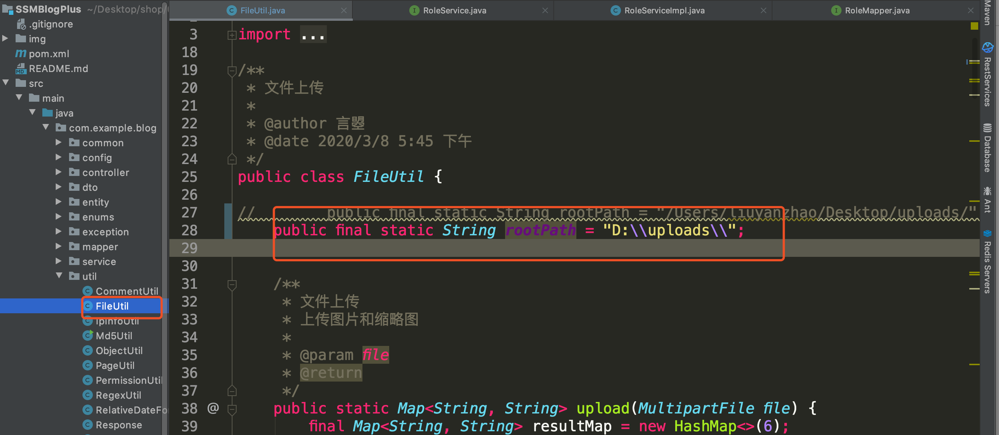 SSMBlogPlus ~/Desktop/shop/
.gitignore
img
pom.xml
README.md
src
main
java
com.example.blog
common
config
controller
dto
entity
enums
exception
mapper
service
util
CommentUtil
FileUtil
IpInfoUtil
Md5Util
ObjectUtil
PageUtil
PermissionUtil
RegexUtil
RelativeDateFo
Response
FileUtil.java
RoleService.java
RoleServiceImpl.java
RoleMapper.java
3 import ...
18
19 /**
20 * 文件上传
21 *
22 * @author 言曌
23 * @date 2020/3/8 5:45 下午
24 */
25 public class FileUtil {
26
27 // public final static String rootPath = "/Users/liuyanzhao/Desktop/uploads/"
28 public final static String rootPath = "D:\\uploads\\";
29
30
31 /**
32 * 文件上传
33 * 上传图片和缩略图
34 *
35 * @param file
36 * @return
37 */
38 @ public static Map<String, String> upload(MultipartFile file) {
39 final Map<String, String> resultMap = new HashMap<>(6);
Maven
RestServices
Database
Ant
Redis Servers